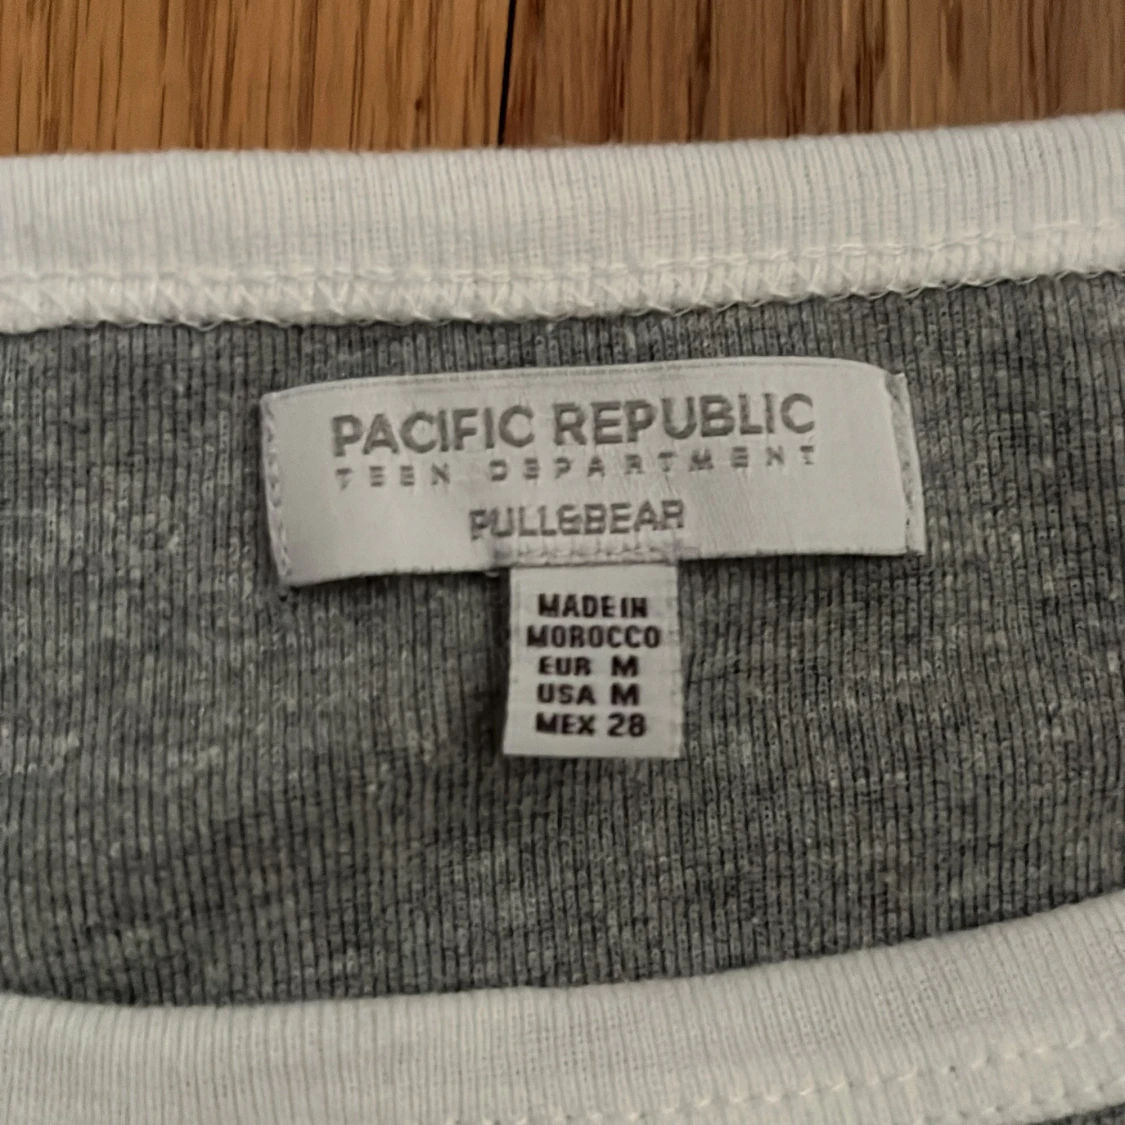 PACIFIC REPUBLIC
TEEN DEPARTMENT
PULL&BEAR
MADE IN
MOROCCO
EUR M
USA M
MEX 28